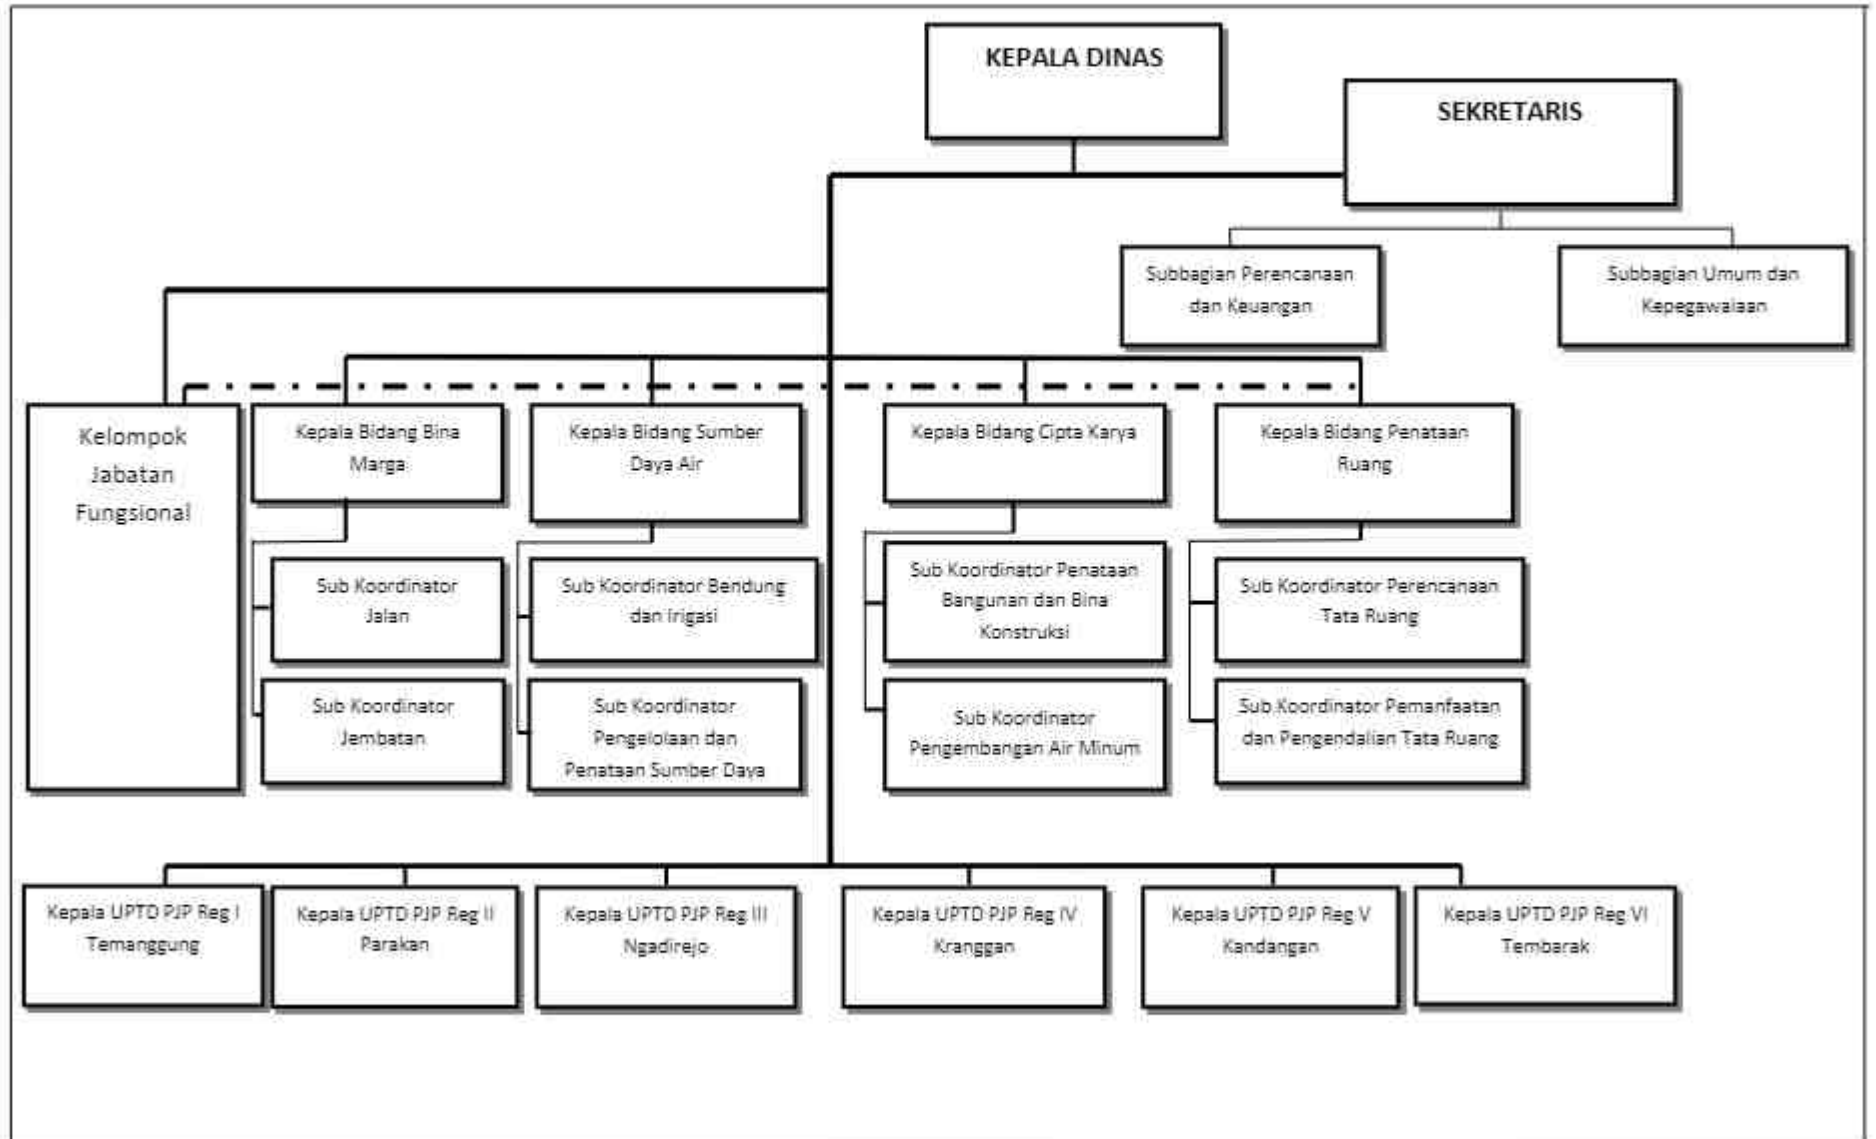 KEPALA DINAS
SEKRETARIS
Subbagian Perencanaan
dan Keuangan
Subbagian Umum dan
Kepegawaiaan
Kelompok
Jabatan
Fungsional
Kepala Bidang Bina
Marga
Kepala Bidang Sumber
Daya Air
Kepala Bidang Cipta Karya
Kepala Bidang Penataan
Ruang
Sub Koordinator
Jalan
Sub Koordinator Bendung
dan Irigasi
Sub Koordinator Penataan
Bangunan dan Bina
Konstruksi
Sub Koordinator Perencanaan
Tata Ruang
Sub Koordinator
Jembatan
Sub Koordinator
Pengelolaan dan
Penataan Sumber Daya
Sub Koordinator
Pengembangan Air Minum
Sub Koordinator Pemanfaatan
dan Pengendalian Tata Ruang
Kepala UPTD PJP Reg I
Temanggung
Kepala UPTD PJP Reg II
Parakan
Kepala UPTD PJP Reg III
Ngadirejo
Kepala UPTD PJP Reg IV
Kranggan
Kepala UPTD PJP Reg V
Kandangan
Kepala UPTD PJP Reg VI
Tembarak